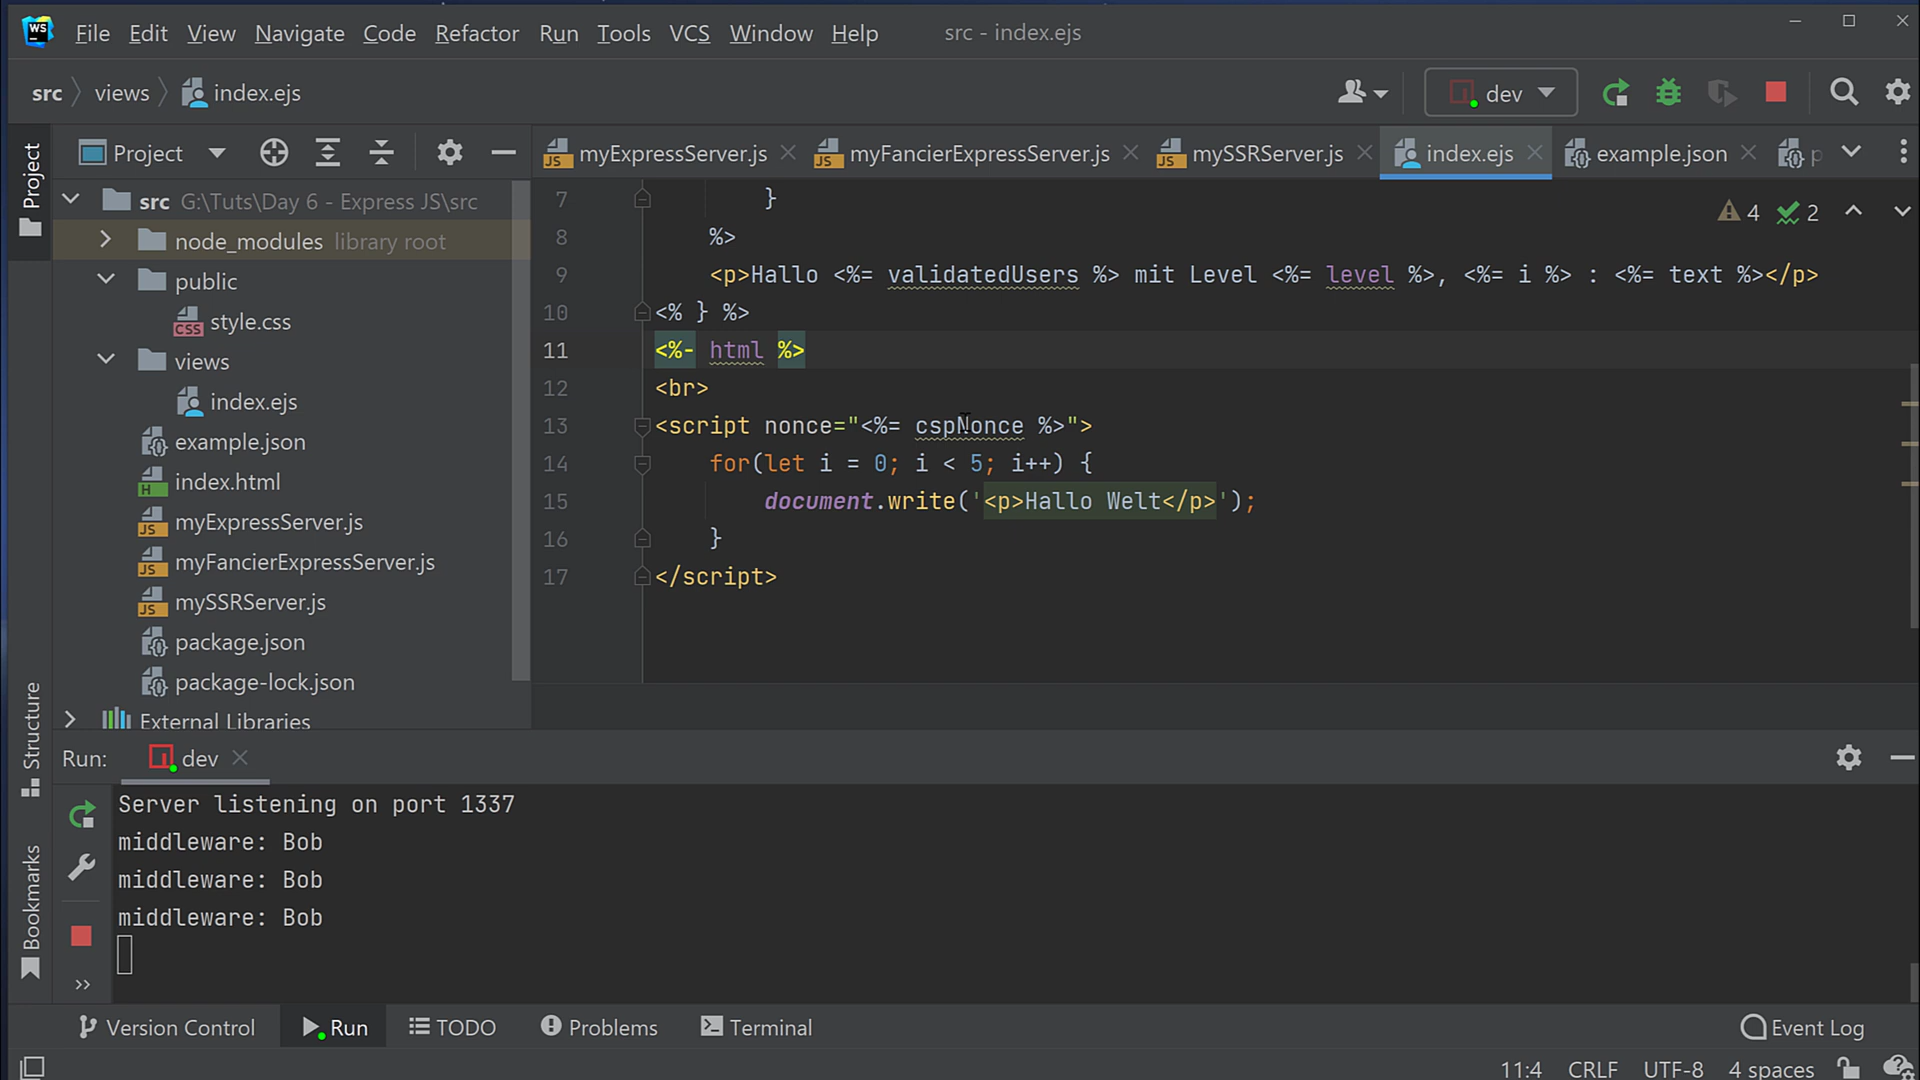 WS File Edit View Navigate Code Refactor Run Tools VCS Window Help src - index.ejs
src views index.ejs dev
Project myExpressServer.js myFancierExpressServer.js mySSRServer.js index.ejs example.json p
Project
src G:\Tuts\Day 6 - Express JS\src
node_modules library root
public
style.css
views
index.ejs
example.json
index.html
myExpressServer.js
myFancierExpressServer.js
mySSRServer.js
package.json
package-lock.json
External Libraries
4 2
7 }
8 %>
9 <p>Hallo <%= validatedUsers %> mit Level <%= level %>, <%= i %> : <%= text %></p>
10 <% } %>
11 <%- html %>
12 <br>
13 <script nonce="<%= cspNonce %>">
14 for(let i = 0; i < 5; i++) {
15 document.write('<p>Hallo Welt</p>');
16 }
17 </script>
Structure
Bookmarks
Run: dev
Server listening on port 1337
middleware: Bob
middleware: Bob
middleware: Bob
Version Control Run TODO Problems Terminal Event Log
11:4 CRLF UTF-8 4 spaces